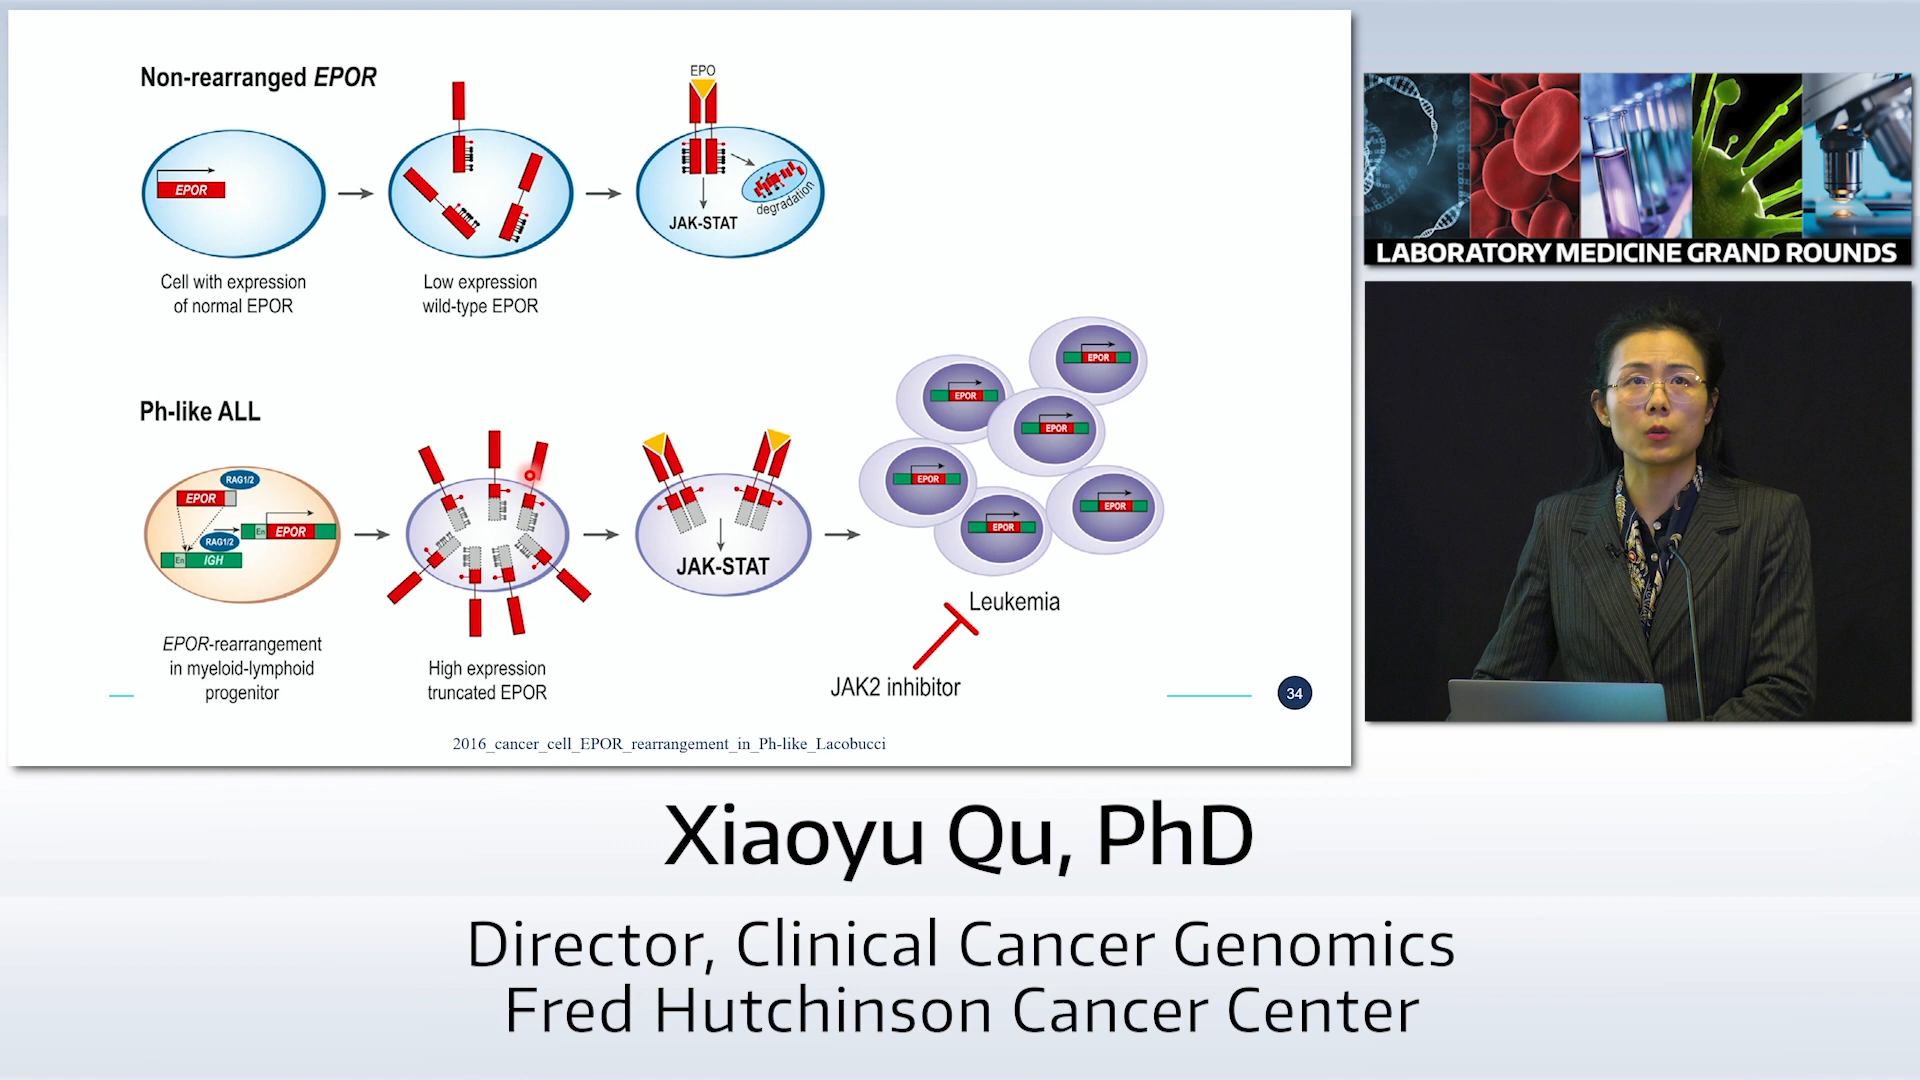 Non-rearranged EPOR
EPO
EPOR
JAK-STAT
degradation
Cell with expression
of normal EPOR
Low expression
wild-type EPOR
Ph-like ALL
RAG1/2
EPOR
RAG1/2
En
EPOR
En
IGH
JAK-STAT
EPOR
EPOR
EPOR
EPOR
EPOR
EPOR
EPOR-rearrangement
in myeloid-lymphoid
progenitor
High expression
truncated EPOR
Leukemia
JAK2 inhibitor
34
2016_cancer_cell_EPOR_rearrangement_in_Ph-like_Lacobucci
LABORATORY MEDICINE GRAND ROUNDS
Xiaoyu Qu, PhD
Director, Clinical Cancer Genomics
Fred Hutchinson Cancer Center